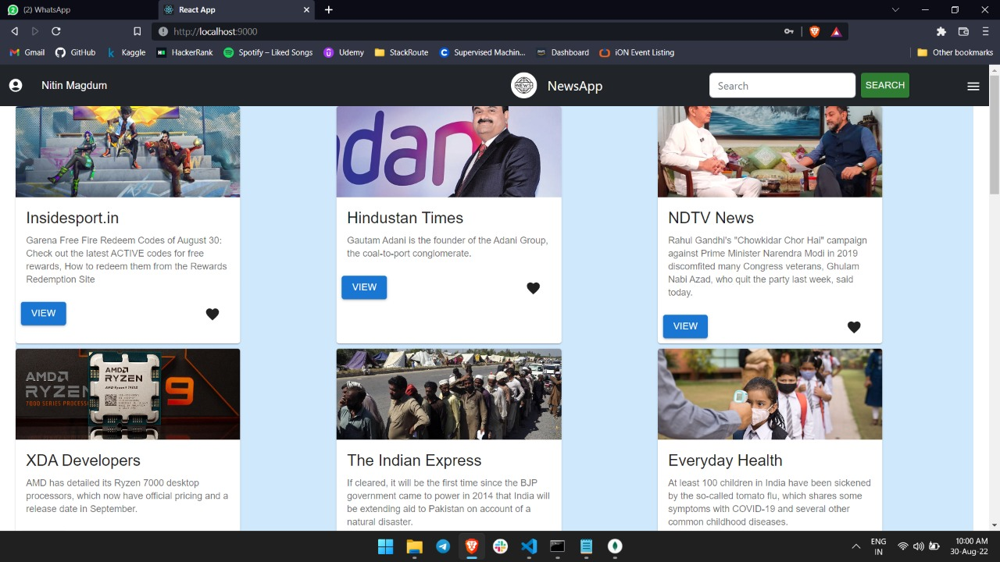 (2) WhatsApp
React App
http://localhost:9000
Gmail
GitHub
Kaggle
HackerRank
Spotify – Liked Songs
Udemy
StackRoute
Supervised Machin...
Dashboard
iON Event Listing
Other bookmarks
Nitin Magdum
NEWS
NewsApp
Search
SEARCH
adan
Insidesport.in
Garena Free Fire Redeem Codes of August 30:
Check out the latest ACTIVE codes for free
rewards, How to redeem them from the Rewards
Redemption Site
VIEW
Hindustan Times
Gautam Adani is the founder of the Adani Group,
the coal-to-port conglomerate.
VIEW
NDTV News
Rahul Gandhi's "Chowkidar Chor Hai" campaign
against Prime Minister Narendra Modi in 2019
discomfited many Congress veterans, Ghulam
Nabi Azad, who quit the party last week, said
today.
VIEW
AMD
RYZEN
7000 SERIES PROCESS
AMD
RYZEN
9
XDA Developers
AMD has detailed its Ryzen 7000 desktop
processors, which now have official pricing and a
release date in September.
The Indian Express
If cleared, it will be the first time since the BJP
government came to power in 2014 that India will
be extending aid to Pakistan on account of a
natural disaster.
Everyday Health
At least 100 children in India have been sickened
by the so-called tomato flu, which shares some
symptoms with COVID-19 and several other
common childhood diseases.
ENG
IN
10:00 AM
30-Aug-22